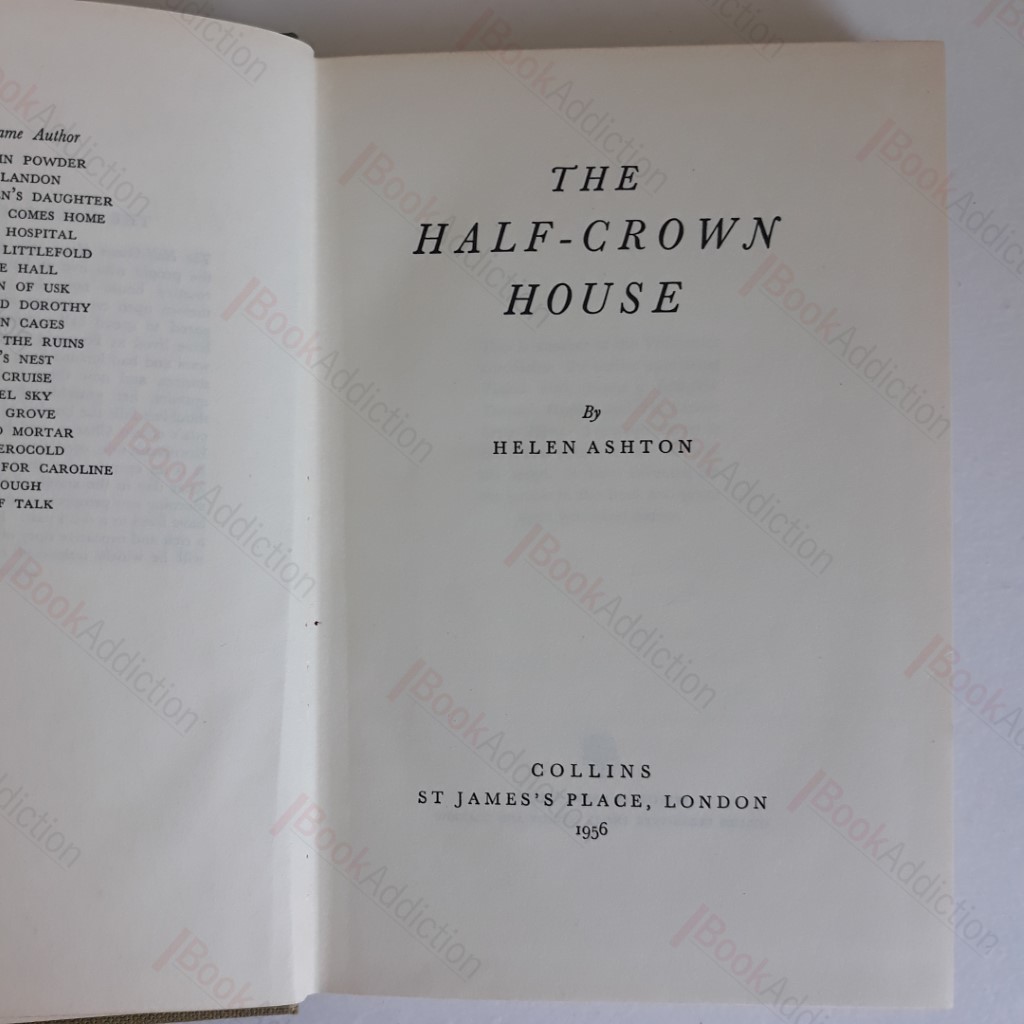 ame Author
IN POWDER
LANDON
N'S DAUGHTER
COMES HOME
HOSPITAL
LITTLEFOLD
E HALL
N OF USK
D DOROTHY
N CAGES
THE RUINS
'S NEST
CRUISE
EL SKY
GROVE
D MORTAR
EROCOLD
FOR CAROLINE
OUGH
F TALK
THE
HALF-CROWN
HOUSE
By
HELEN ASHTON
COLLINS
ST JAMES'S PLACE, LONDON
1956
BookAddiction